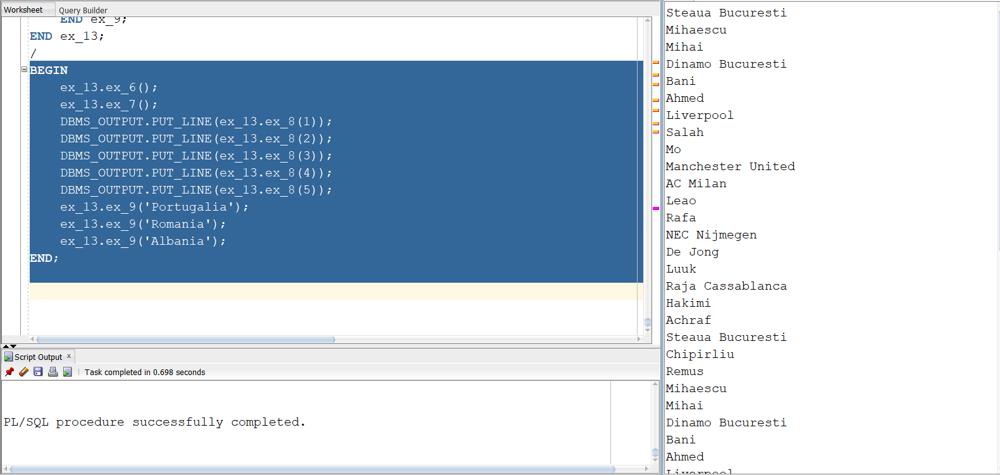 Worksheet Query Builder
END ex_9;
END ex_13;
/
BEGIN
ex_13.ex_6();
ex_13.ex_7();
DBMS_OUTPUT.PUT_LINE(ex_13.ex_8(1));
DBMS_OUTPUT.PUT_LINE(ex_13.ex_8(2));
DBMS_OUTPUT.PUT_LINE(ex_13.ex_8(3));
DBMS_OUTPUT.PUT_LINE(ex_13.ex_8(4));
DBMS_OUTPUT.PUT_LINE(ex_13.ex_8(5));
ex_13.ex_9('Portugalia');
ex_13.ex_9('Romania');
ex_13.ex_9('Albania');
END;
Script Output x
Task completed in 0.698 seconds
PL/SQL procedure successfully completed.
Steaua Bucuresti
Mihaescu
Mihai
Dinamo Bucuresti
Bani
Ahmed
Liverpool
Salah
Mo
Manchester United
AC Milan
Leao
Rafa
NEC Nijmegen
De Jong
Luuk
Raja Cassablanca
Hakimi
Achraf
Steaua Bucuresti
Chipirliu
Remus
Mihaescu
Mihai
Dinamo Bucuresti
Bani
Ahmed
Liverpool